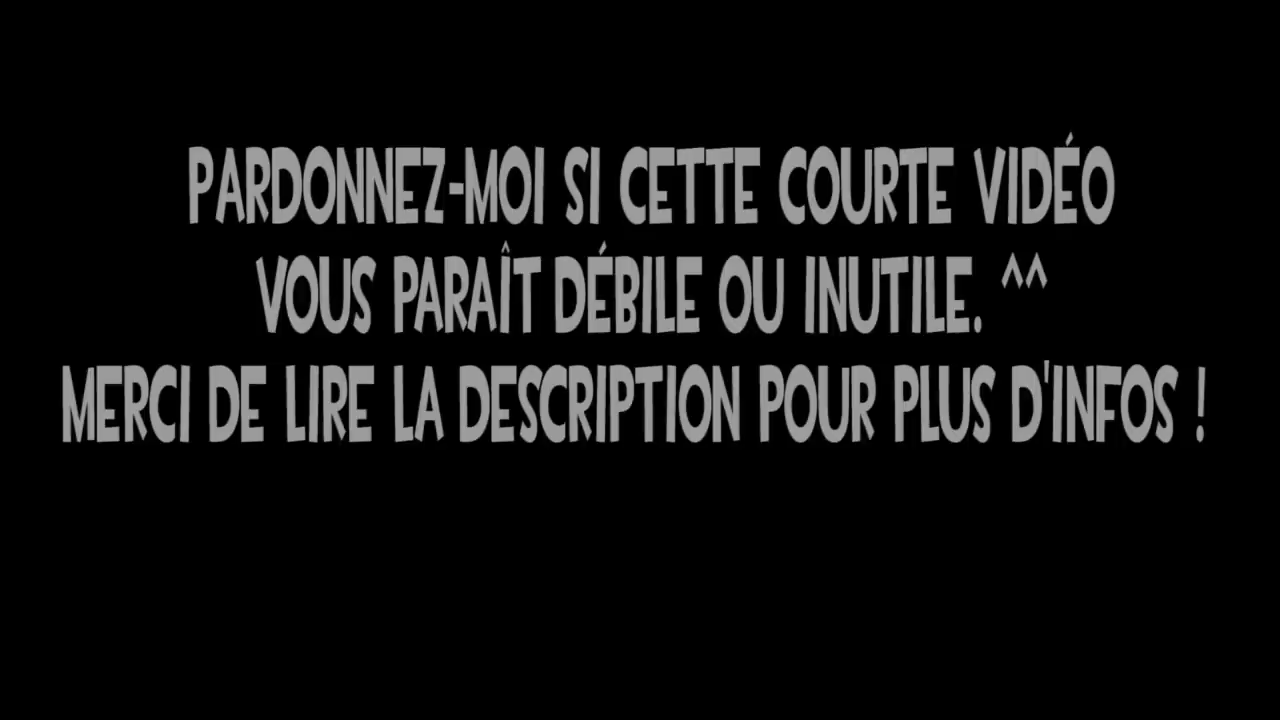 PARDONNEZ-MOI SI CETTE COURTE VIDÉO
VOUS PARAÎT DÉBILE OU INUTILE. ^^
MERCI DE LIRE LA DESCRIPTION POUR PLUS D'INFOS !